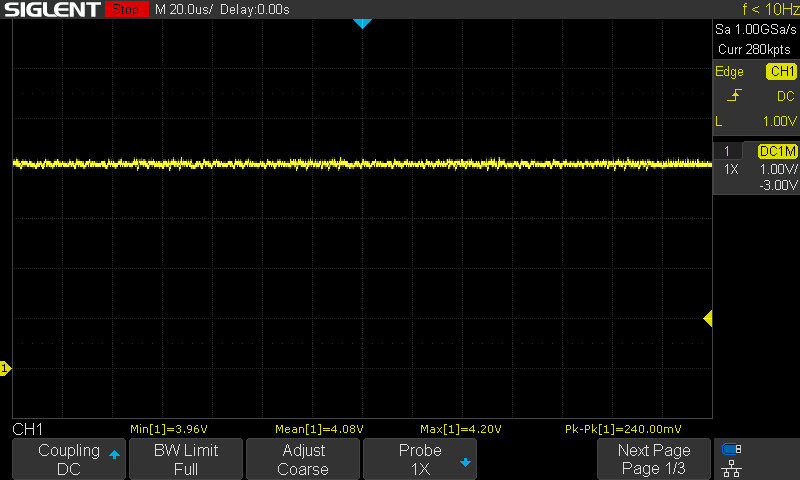 SIGLENT Stop M 20.0us/ Delay:0.00s f < 10Hz
Sa 1.00GSa/s
Curr 280kpts
Edge CH1
DC
L 1.00V
1 DC1M
1X 1.00V/
-3.00V
1
CH1 Min[1]=3.96V Mean[1]=4.08V Max[1]=4.20V Pk-Pk[1]=240.00mV
Coupling BW Limit Adjust Probe Next Page
DC Full Coarse 1X Page 1/3